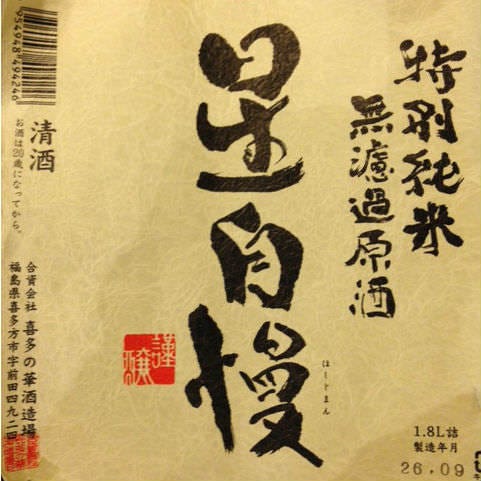 特別純米
無濾過原酒
星自慢
ほしじまん
謹醸
1.8L詰
製造年月
26.09
清酒
お酒は20歳になってから。
合資会社 喜多の華酒造場
福島県喜多方市字前田四九二四